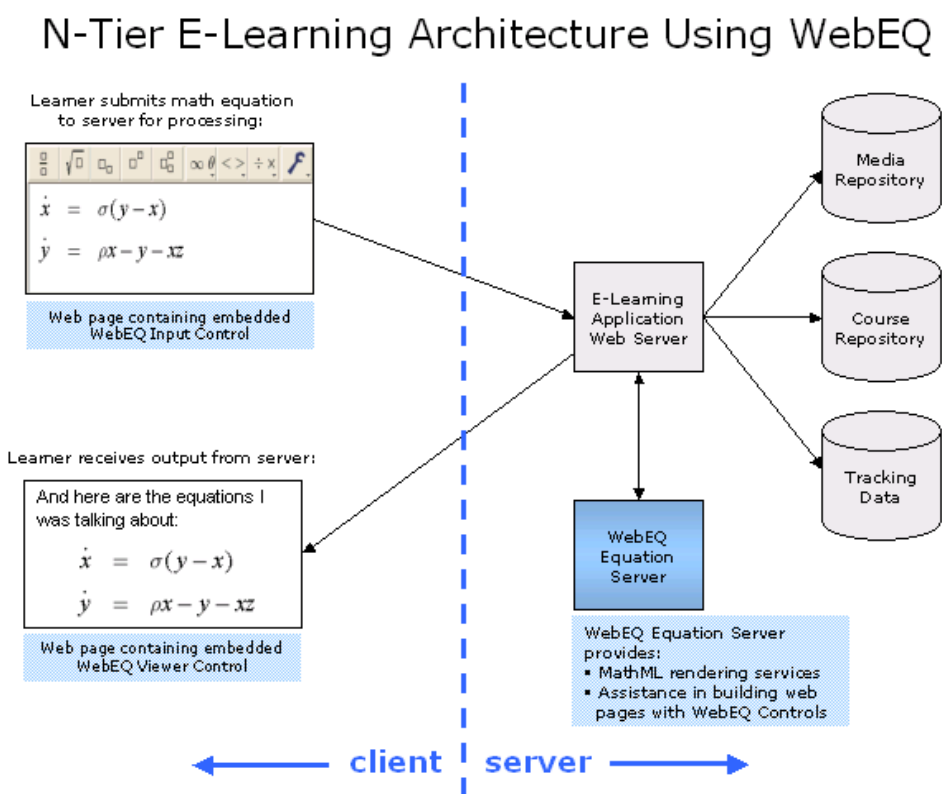 N-Tier E-Learning Architecture Using WebEQ
Learner submits math equation
to server for processing:
∞ θ < > ÷ ×
ẋ = σ(y − x)
ẏ = ρx − y − xz
Web page containing embedded
WebEQ Input Control
Learner receives output from server:
And here are the equations I
was talking about:
ẋ = σ(y − x)
ẏ = ρx − y − xz
Web page containing embedded
WebEQ Viewer Control
E-Learning
Application
Web Server
Media
Repository
Course
Repository
Tracking
Data
WebEQ
Equation
Server
WebEQ Equation Server
provides:
▪ MathML rendering services
▪ Assistance in building web
pages with WebEQ Controls
client
server